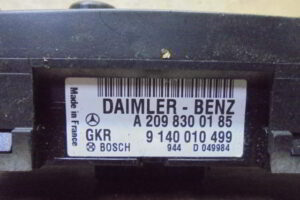 Made in France
DAIMLER - BENZ
A 209 830 01 85
GKR 9 140 010 499
BOSCH 944 D 049984